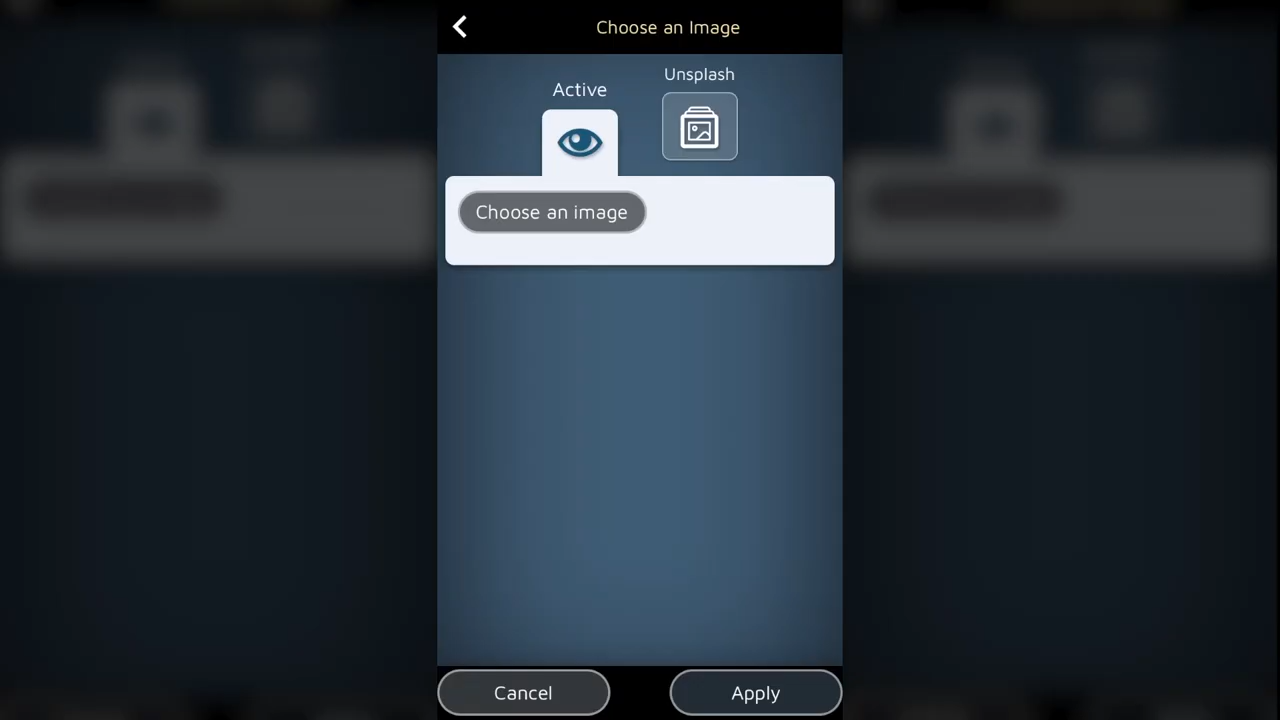 Choose an Image
Unsplash
Active
Choose an image
Cancel
Apply